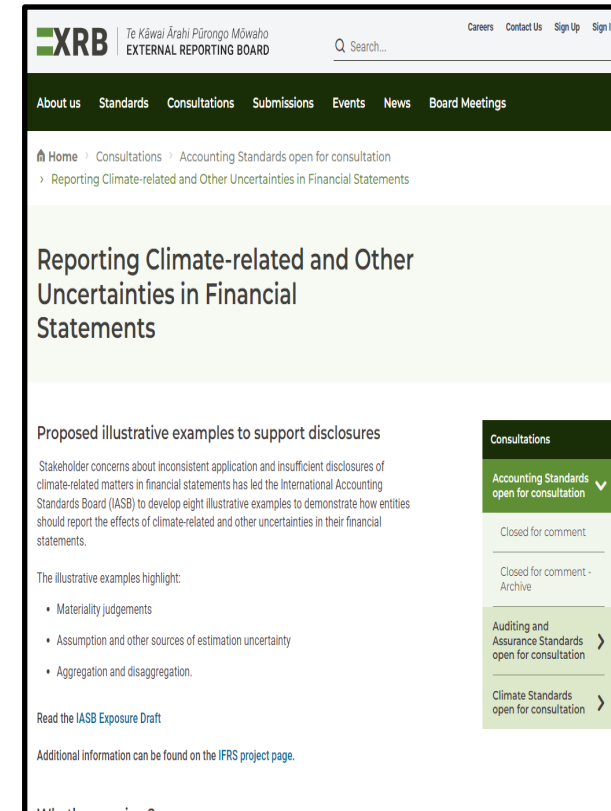 XRB
Te Kāwai Ārahi Pūrongo Mōwaho
EXTERNAL REPORTING BOARD
Search...
Careers Contact Us Sign Up Sign
About us Standards Consultations Submissions Events News Board Meetings
Home > Consultations > Accounting Standards open for consultation
> Reporting Climate-related and Other Uncertainties in Financial Statements
Reporting Climate-related and Other
Uncertainties in Financial
Statements
Proposed illustrative examples to support disclosures
Stakeholder concerns about inconsistent application and insufficient disclosures of
climate-related matters in financial statements has led the International Accounting
Standards Board (IASB) to develop eight illustrative examples to demonstrate how entities
should report the effects of climate-related and other uncertainties in their financial
statements.
The illustrative examples highlight:
• Materiality judgements
• Assumption and other sources of estimation uncertainty
• Aggregation and disaggregation.
Read the IASB Exposure Draft
Additional information can be found on the IFRS project page.
Consultations
Accounting Standards
open for consultation
Closed for comment
Closed for comment -
Archive
Auditing and
Assurance Standards
open for consultation
Climate Standards
open for consultation